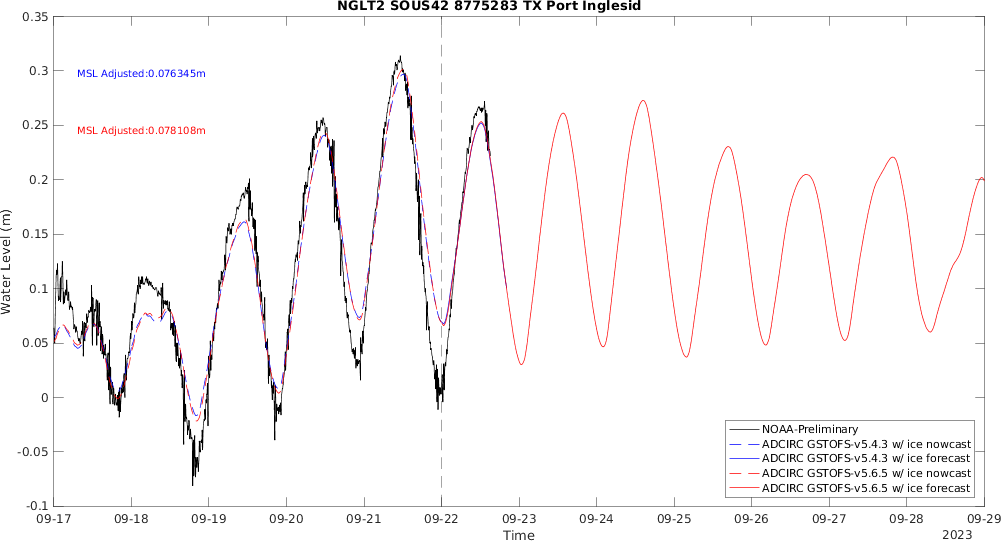 NGLT2 SOUS42 8775283 TX Port Inglesid
0.35
0.3
0.25
0.2
0.15
0.1
0.05
0
-0.05
-0.1
Water Level (m)
MSL Adjusted:0.076345m
MSL Adjusted:0.078108m
NOAA-Preliminary
ADCIRC GSTOFS-v5.4.3 w/ ice nowcast
ADCIRC GSTOFS-v5.4.3 w/ ice forecast
ADCIRC GSTOFS-v5.6.5 w/ ice nowcast
ADCIRC GSTOFS-v5.6.5 w/ ice forecast
09-17 09-18 09-19 09-20 09-21 09-22 09-23 09-24 09-25 09-26 09-27 09-28 09-29
Time
2023